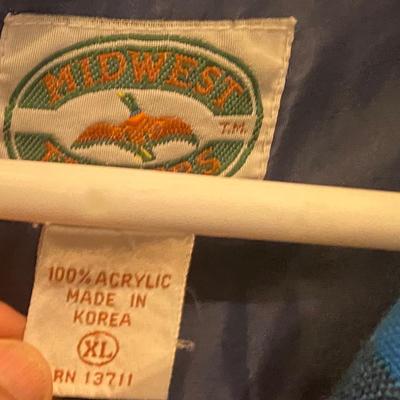 MIDWEST
T.M.
100% ACRYLIC
MADE IN
KOREA
XL
RN 13711